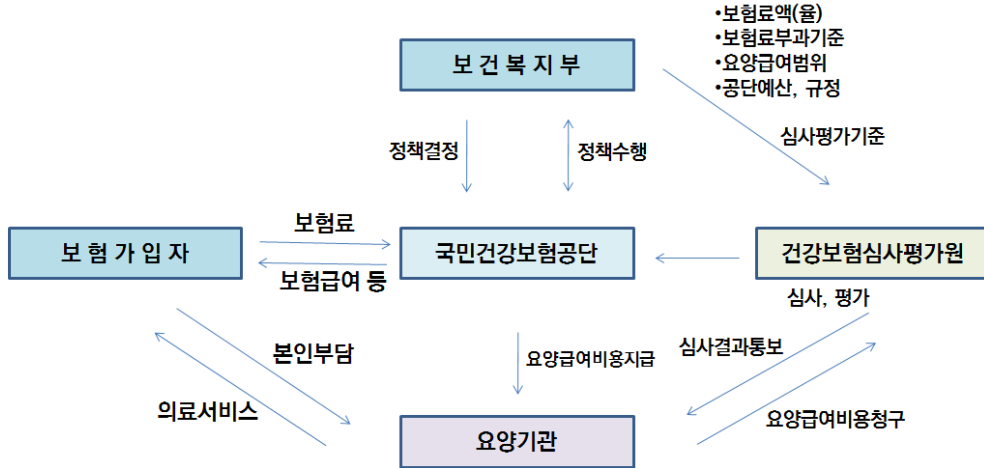 •보험료액(율)
•보험료부과기준
•요양급여범위
•공단예산, 규정
보 건 복 지 부
심사평가기준
정책결정
정책수행
보험료
보 험 가 입 자
국민건강보험공단
건강보험심사평가원
보험급여 등
심사, 평가
본인부담
요양급여비용지급
심사결과통보
의료서비스
요양급여비용청구
요양기관